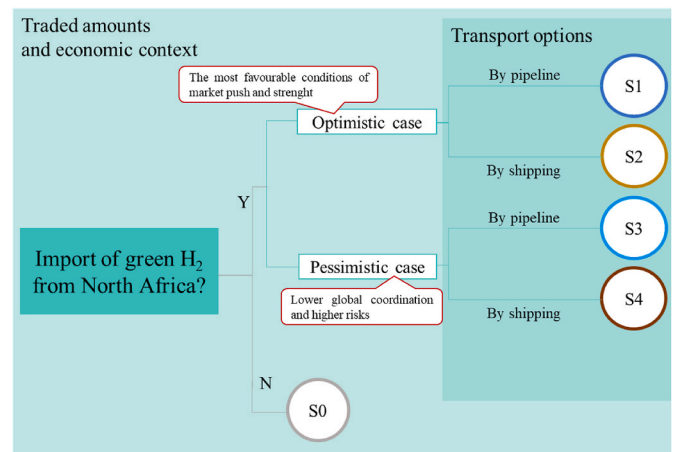 Traded amounts
and economic context
Transport options
The most favourable conditions of
market push and strenght
By pipeline
S1
Optimistic case
By shipping
S2
Y
By pipeline
S3
Import of green H₂
from North Africa?
Pessimistic case
Lower global coordination
and higher risks
By shipping
S4
N
S0